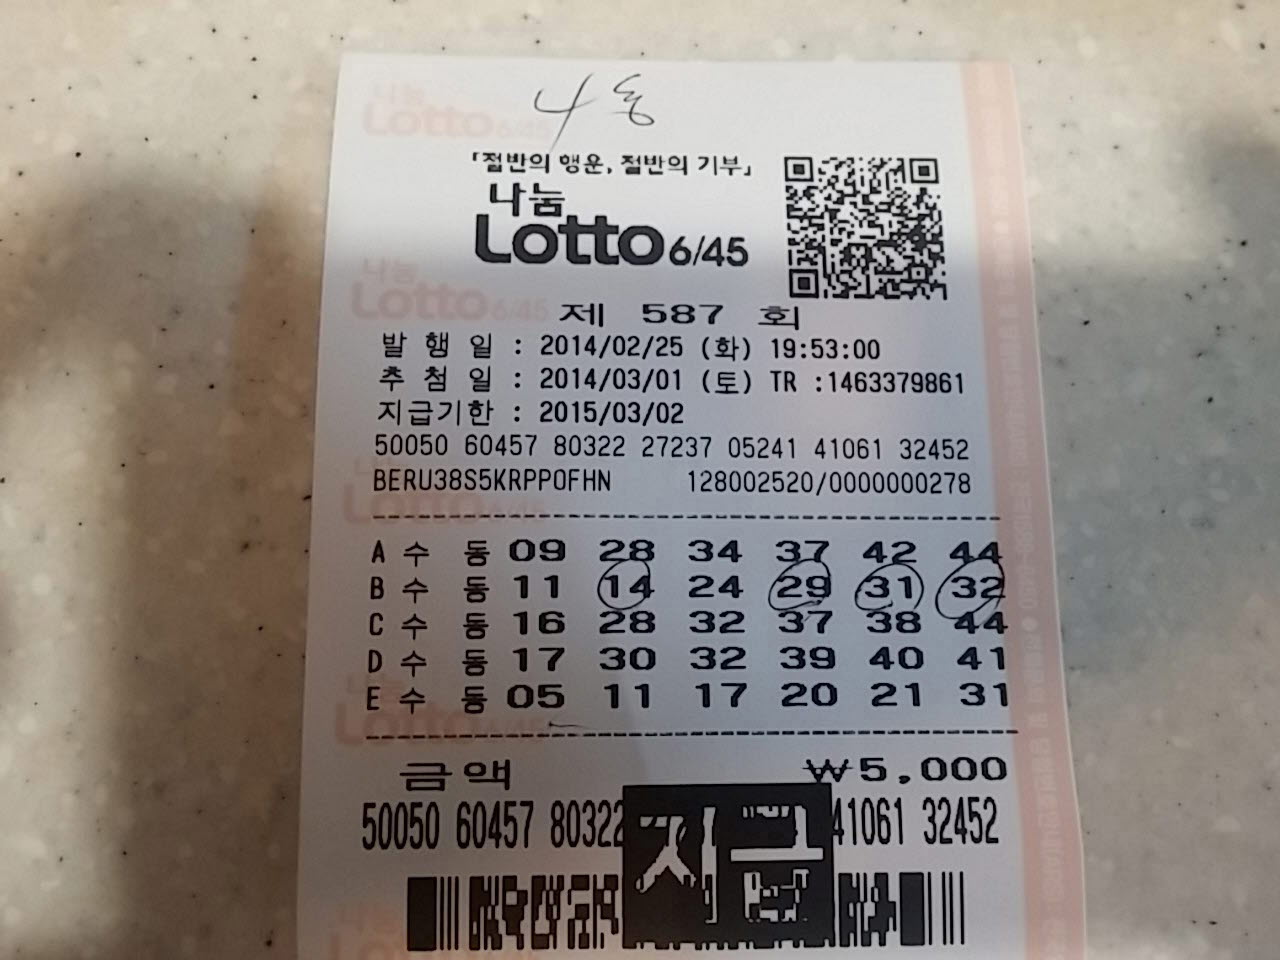 4 등
「절반의 행운, 절반의 기부」
나눔
Lotto 6/45
제 587 회
발 행 일 : 2014/02/25 (화) 19:53:00
추 첨 일 : 2014/03/01 (토) TR :1463379861
지급기한 : 2015/03/02
50050 60457 80322 27237 05241 41061 32452
BERU38S5KRPPOFHN 128002520/0000000278
A 수 동 09 28 34 37 42 44
B 수 동 11 14 24 29 31 32
C 수 동 16 28 32 37 38 44
D 수 동 17 30 32 39 40 41
E 수 동 05 11 17 20 21 31
금액 ₩5,000
50050 60457 80322 41061 32452
지급